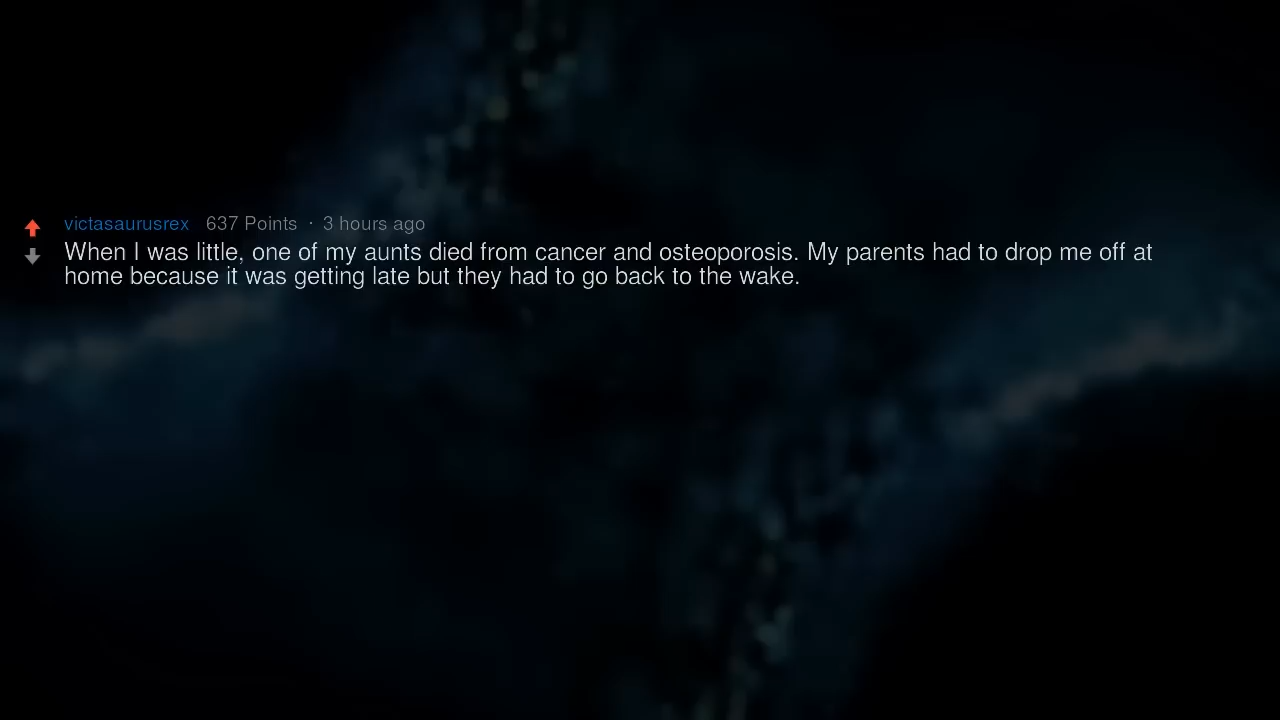 victasaurusrex 637 Points · 3 hours ago
When I was little, one of my aunts died from cancer and osteoporosis. My parents had to drop me off at
home because it was getting late but they had to go back to the wake.